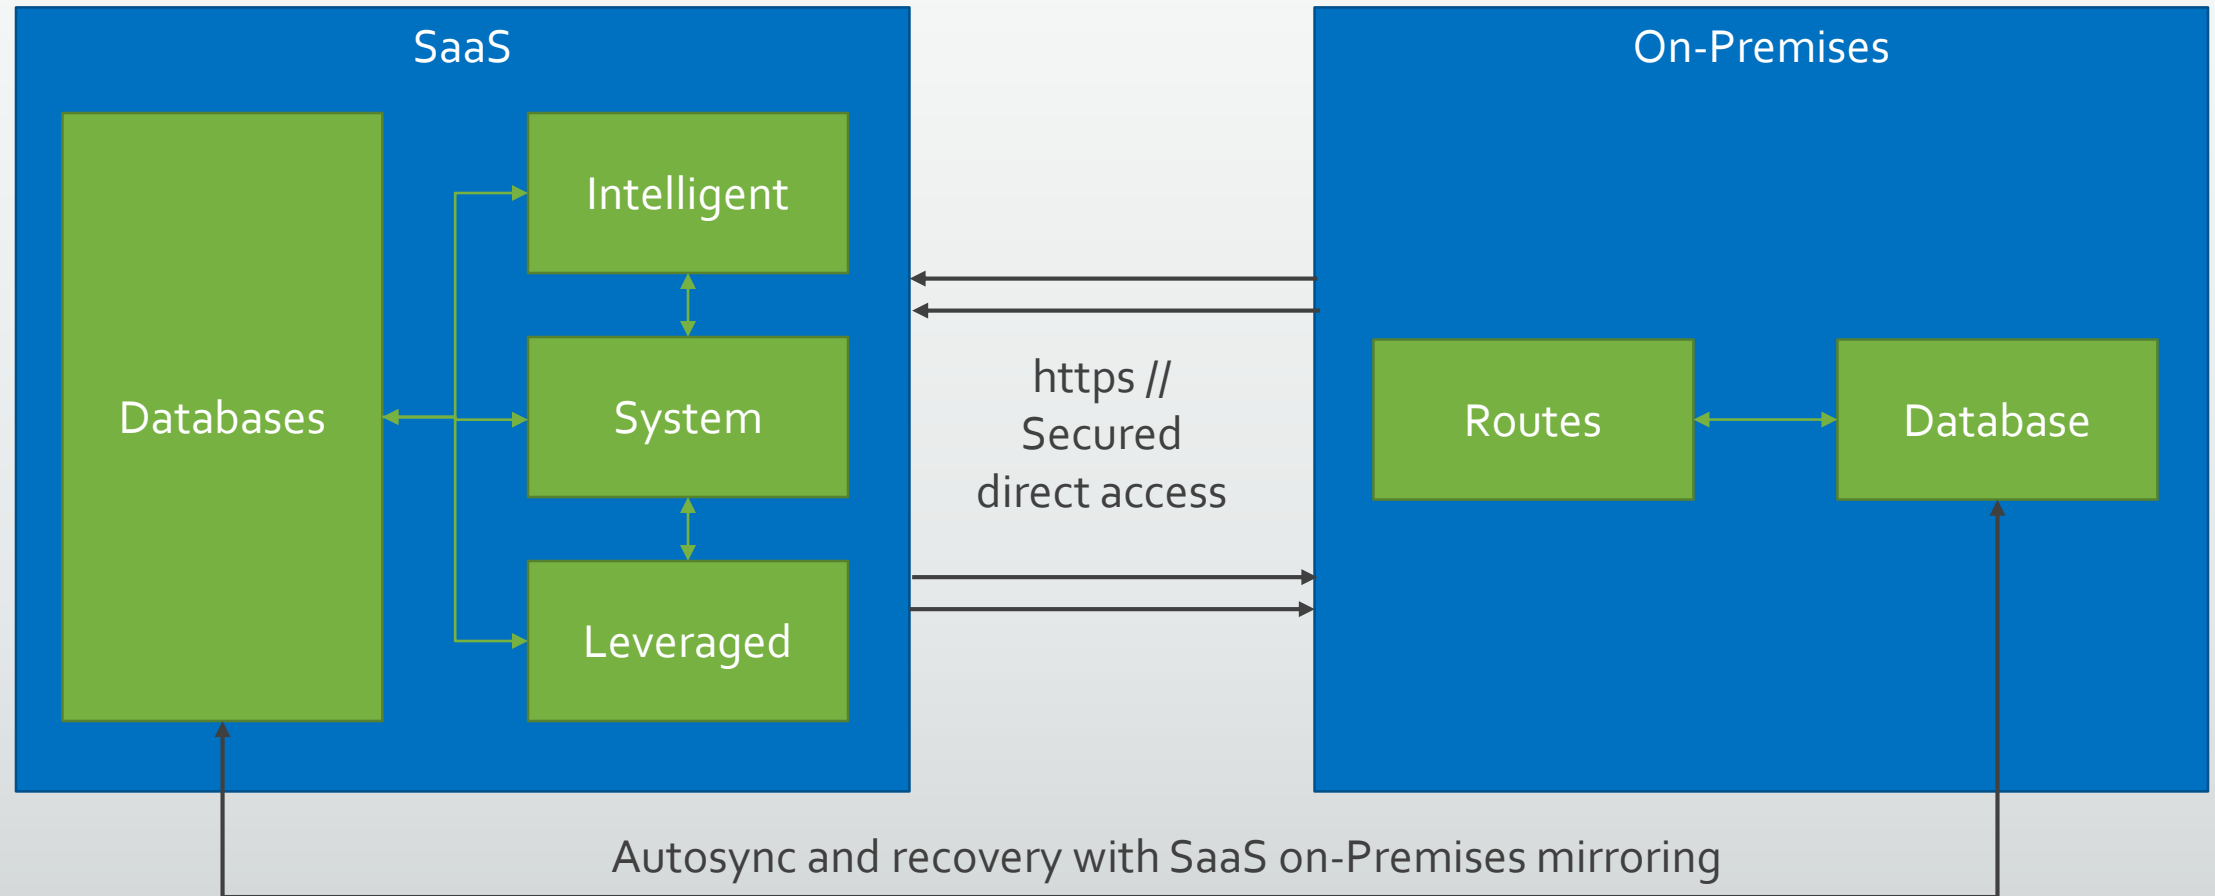 SaaS
On-Premises
Databases
Intelligent
System
Leveraged
https //
Secured
direct access
Routes
Database
Autosync and recovery with SaaS on-Premises mirroring